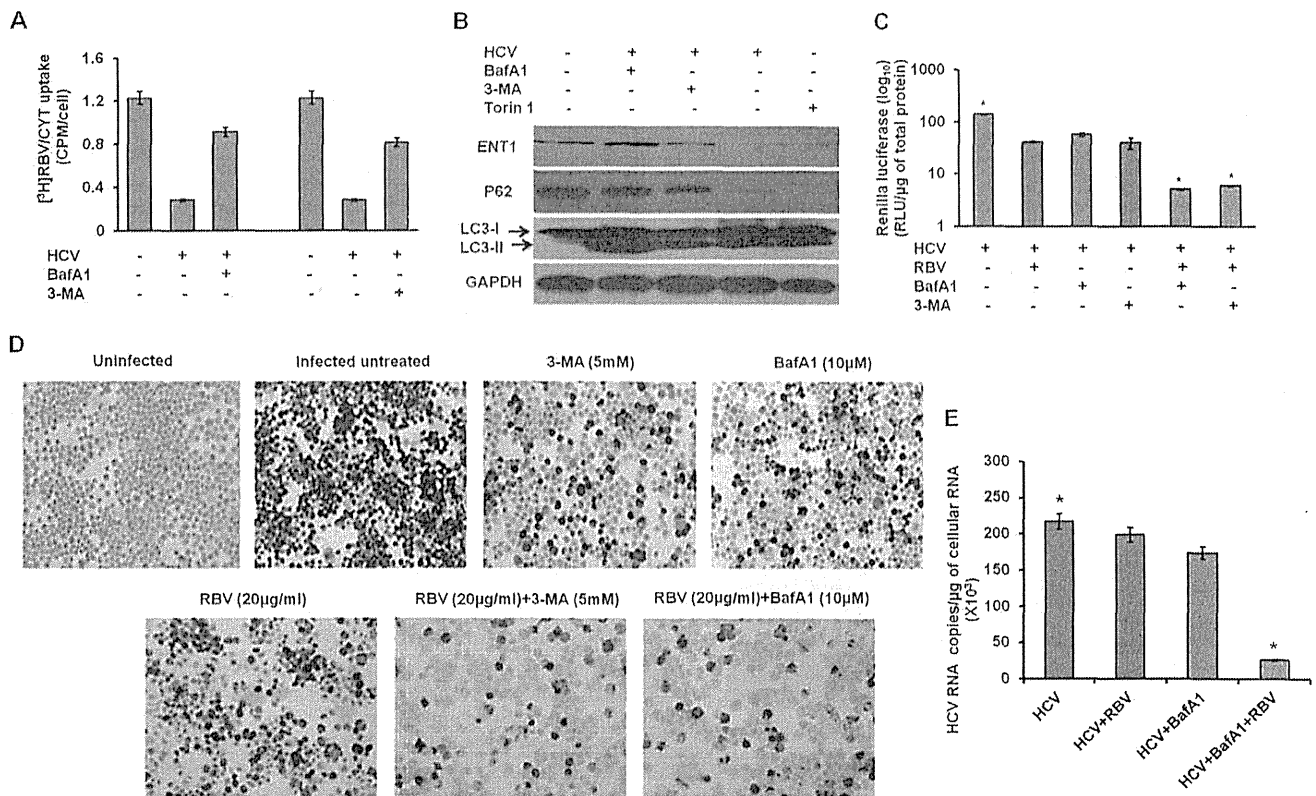 A
[³H]RBV/CYT uptake
(CPM/cell)
1.6
1.2
0.8
0.4
0
HCV - + + - + +
BafA1 - - + - - -
3-MA - - - - - +
B
HCV - + + + -
BafA1 - + - - -
3-MA - - + - -
Torin 1 - - - - +
ENT1
P62
LC3-I
LC3-II
GAPDH
C
Renilla luciferase (log₁₀)
(RLU/µg of total protein)
1000
100
10
1
* * *
HCV + + + + + +
RBV - + - - + +
BafA1 - - + - + -
3-MA - - - + - +
D
Uninfected
Infected untreated
3-MA (5mM)
BafA1 (10µM)
RBV (20µg/ml)
RBV (20µg/ml)+3-MA (5mM)
RBV (20µg/ml)+BafA1 (10µM)
E
HCV RNA copies/µg of cellular RNA
(X10³)
300
250
200
150
100
50
0
* *
HCV
HCV+RBV
HCV+BafA1
HCV+BafA1+RBV